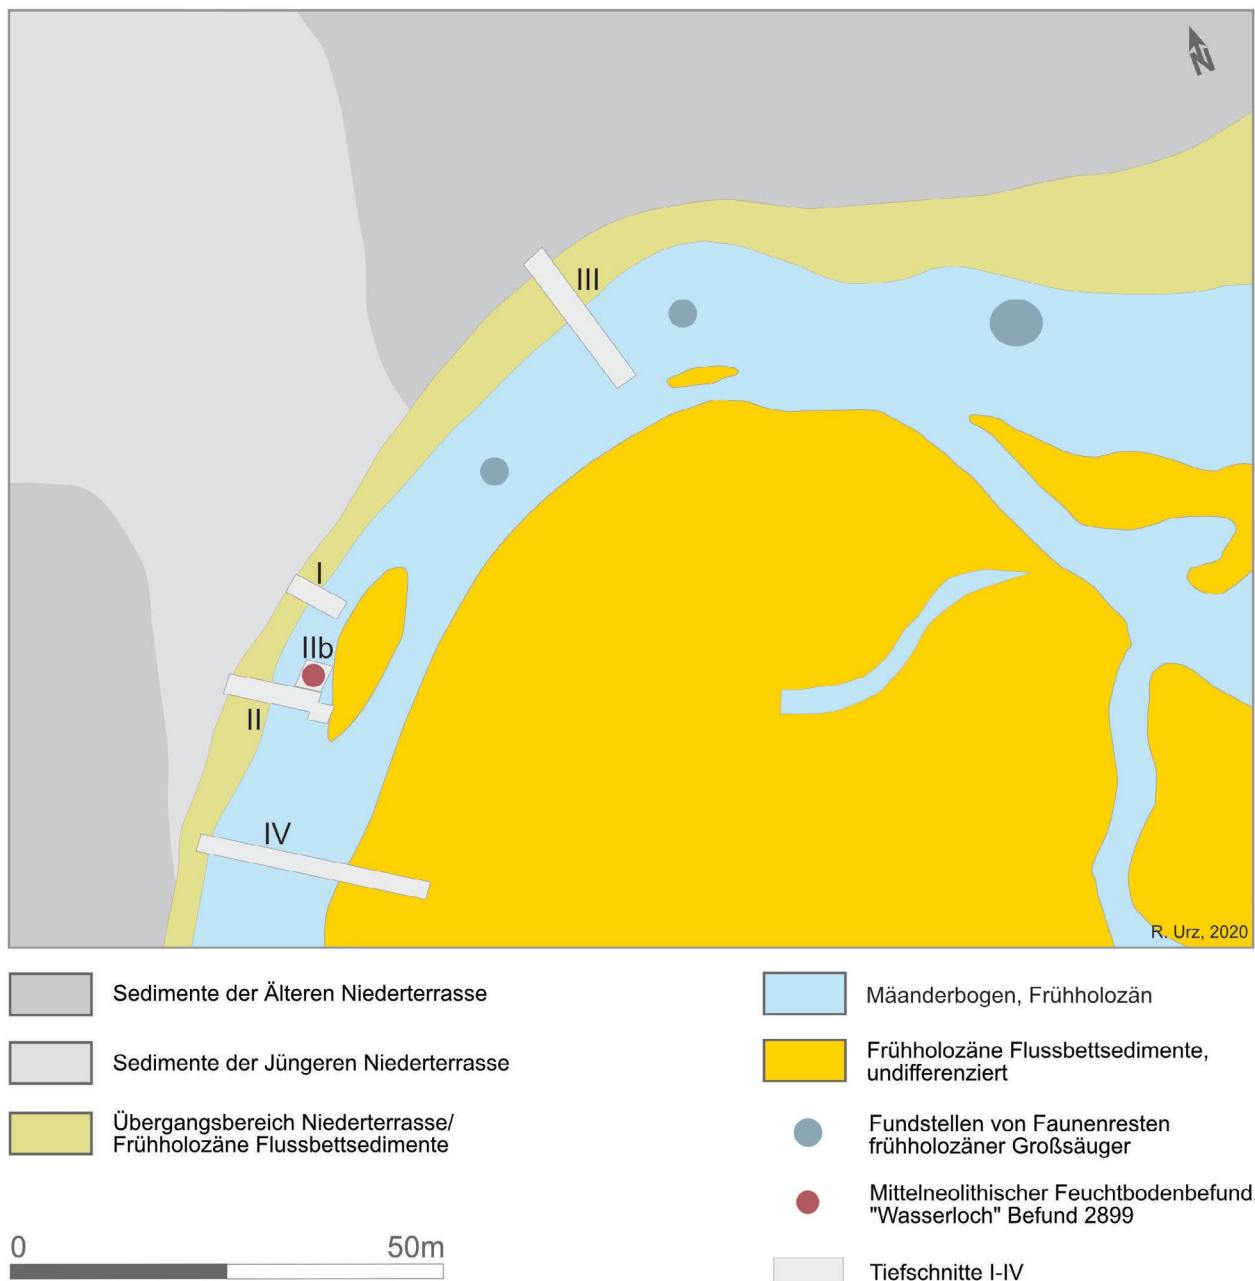 N
III
I
IIb
II
IV
R. Urz, 2020
Sedimente der Älteren Niederterrasse
Sedimente der Jüngeren Niederterrasse
Übergangsbereich Niederterrasse/
Frühholozäne Flussbettsedimente
0 50m
Mäanderbogen, Frühholozän
Frühholozäne Flussbettsedimente,
undifferenziert
Fundstellen von Faunenresten
frühholozäner Großsäuger
Mittelneolithischer Feuchtbodenbefund,
"Wasserloch" Befund 2899
Tiefschnitte I-IV